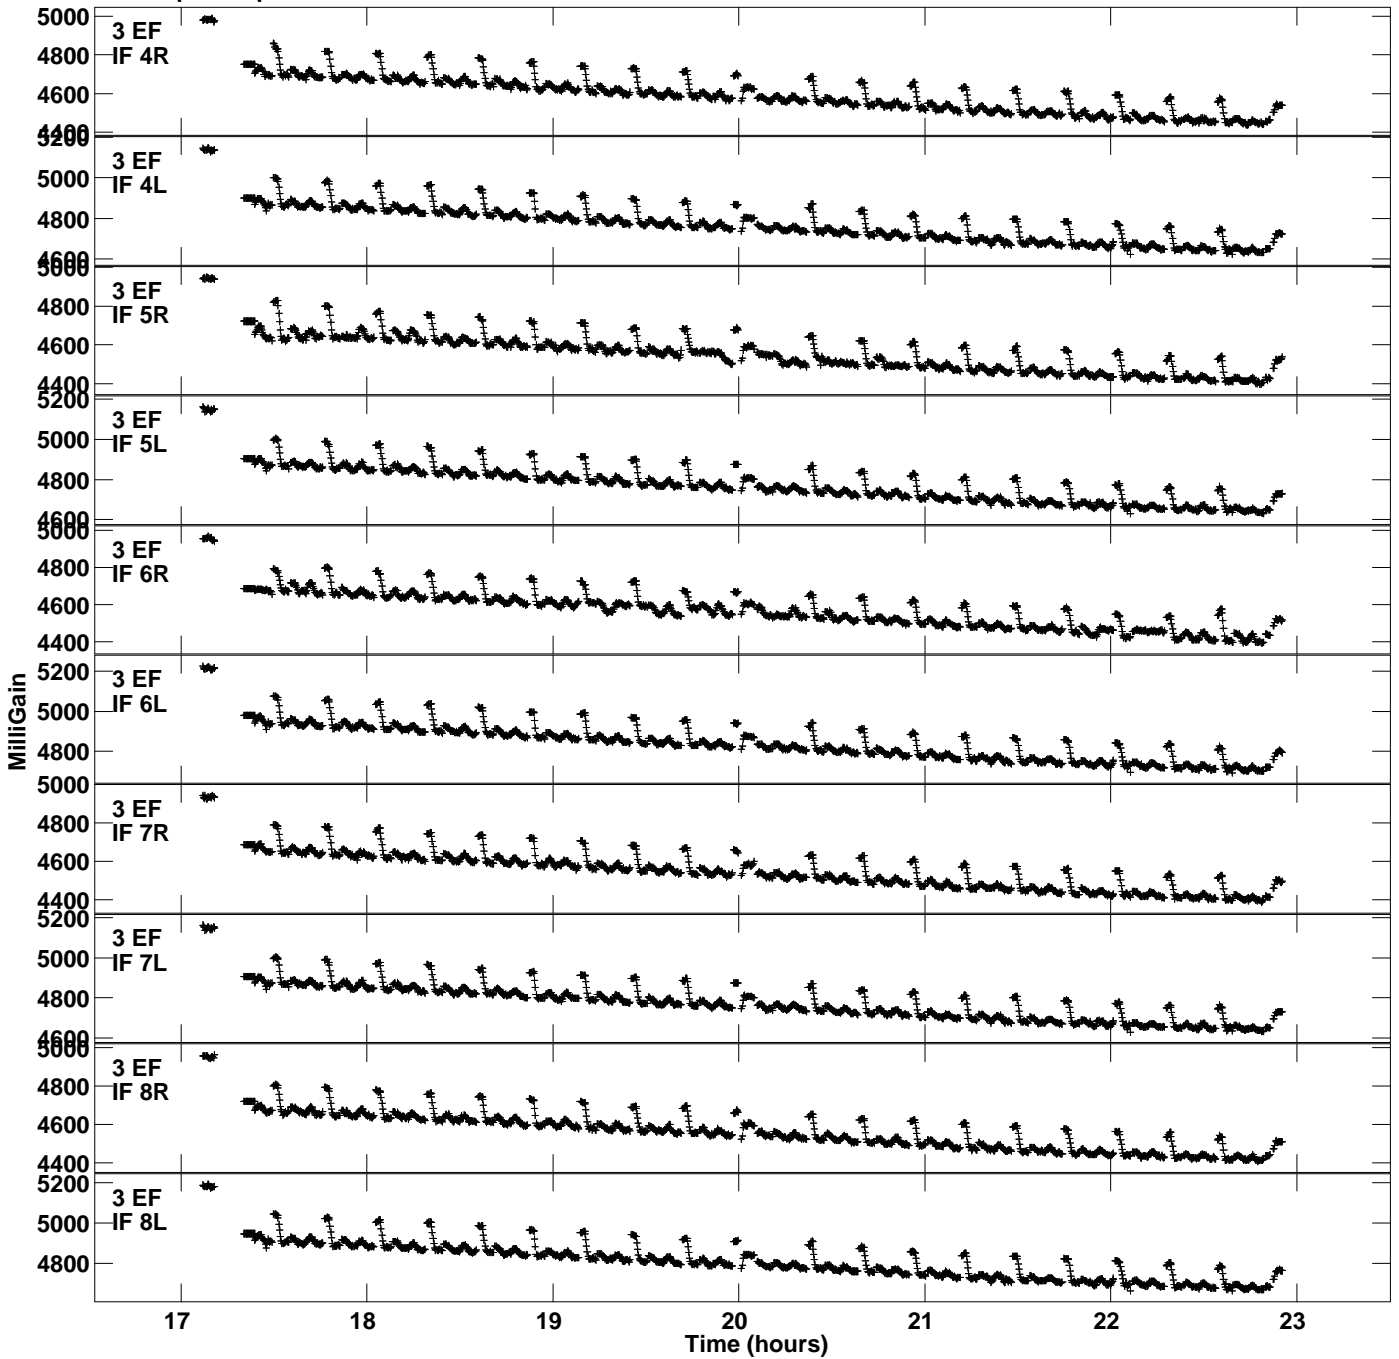 5000
4800
4600
4400
3 EF
IF 4R
5200
5000
4800
4600
3 EF
IF 4L
5000
4800
4600
4400
3 EF
IF 5R
5200
5000
4800
4600
3 EF
IF 5L
5000
4800
4600
4400
3 EF
IF 6R
5200
5000
4800
3 EF
IF 6L
5000
4800
4600
4400
3 EF
IF 7R
5200
5000
4800
4600
3 EF
IF 7L
5000
4800
4600
4400
3 EF
IF 8R
5200
5000
4800
3 EF
IF 8L
MilliGain
17 18 19 20 21 22 23
Time (hours)